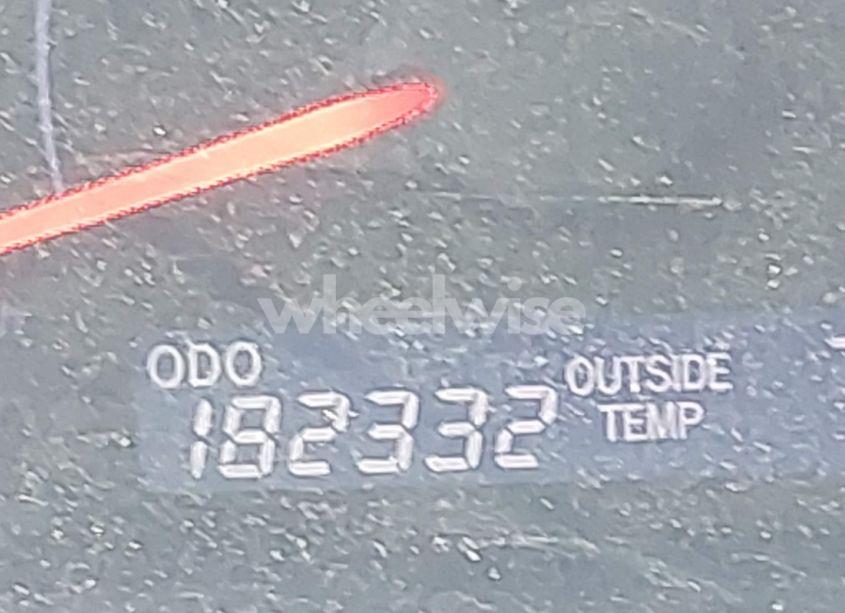 wheelwise
ODO
182332
OUTSIDE
TEMP